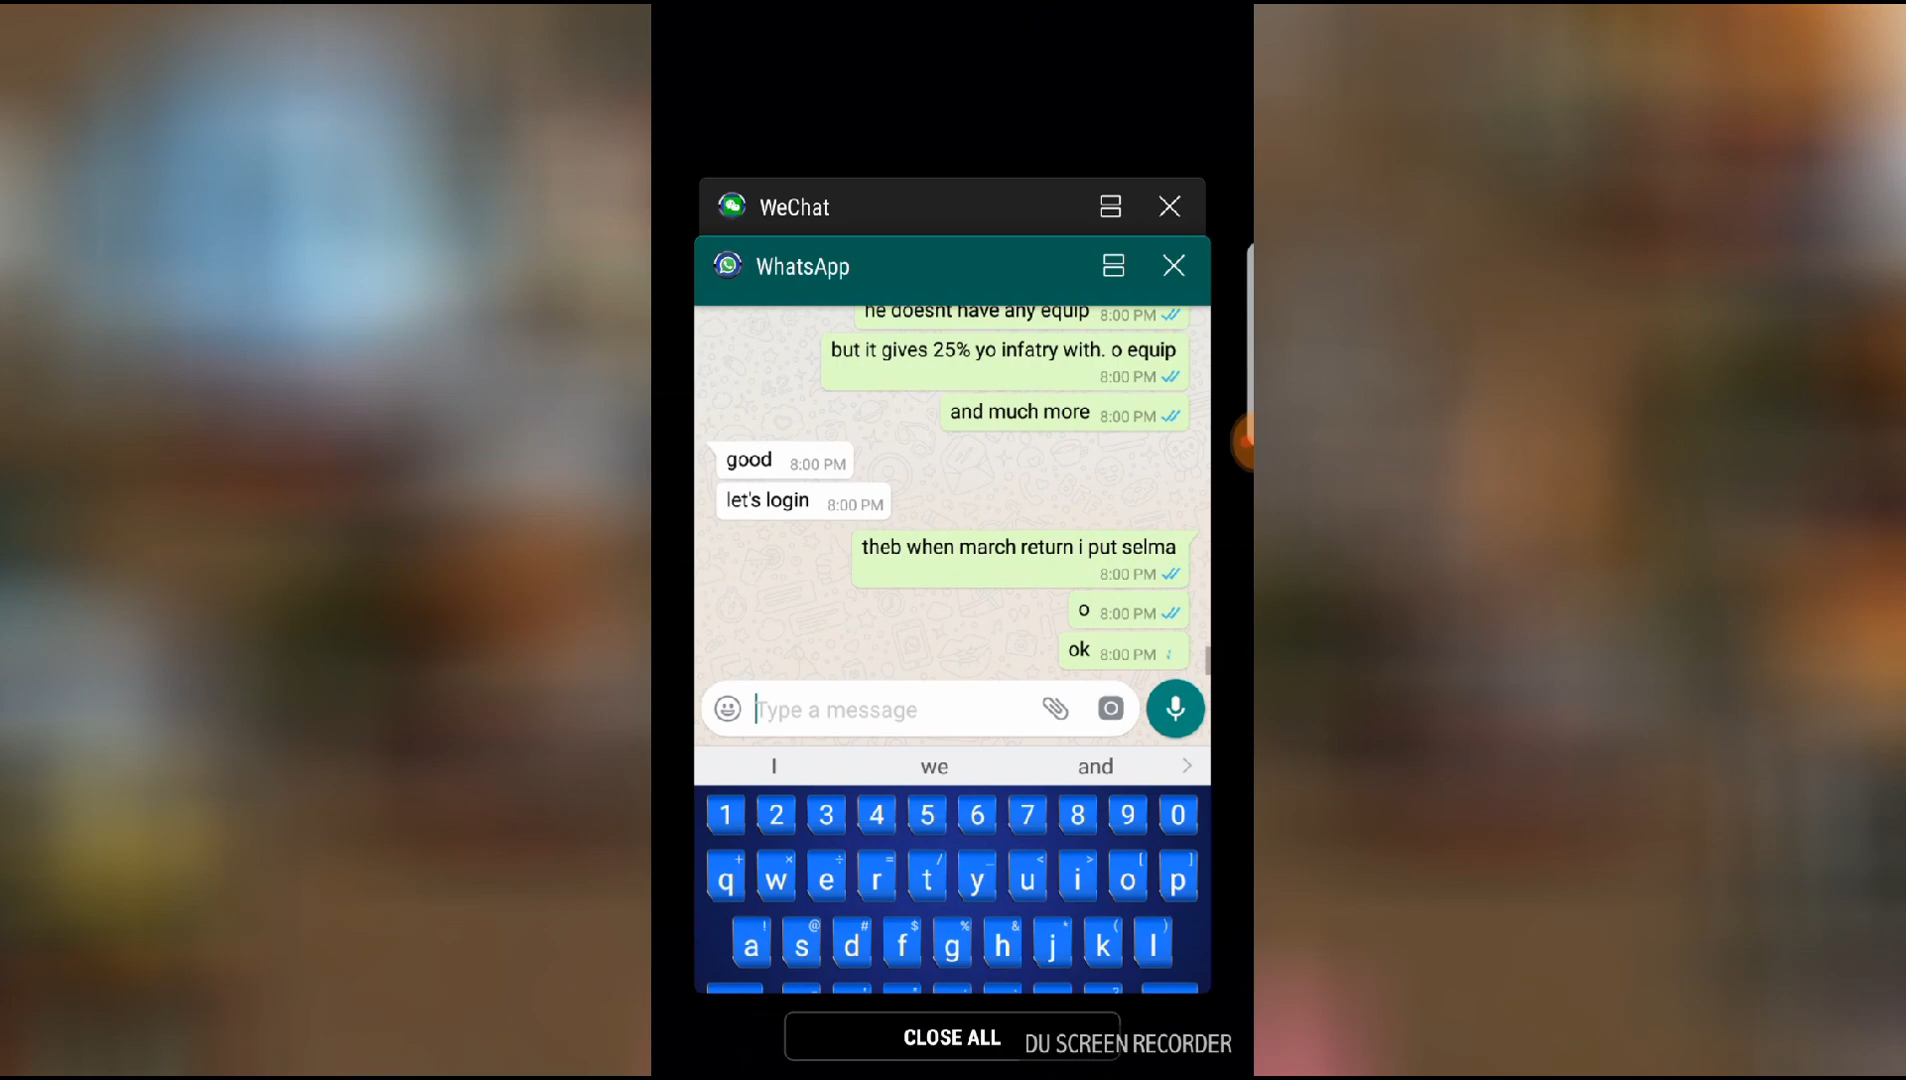 WeChat
WhatsApp
he doesnt have any equip 8:00 PM
but it gives 25% yo infatry with. o equip
8:00 PM
and much more 8:00 PM
good 8:00 PM
let's login 8:00 PM
theb when march return i put selma
8:00 PM
o 8:00 PM
ok 8:00 PM
Type a message
I we and
1 2 3 4 5 6 7 8 9 0
+ × ÷ = / _ < > [ ]
q w e r t y u i o p
! @ # $ % & * ( )
a s d f g h j k l
CLOSE ALL
DU SCREEN RECORDER